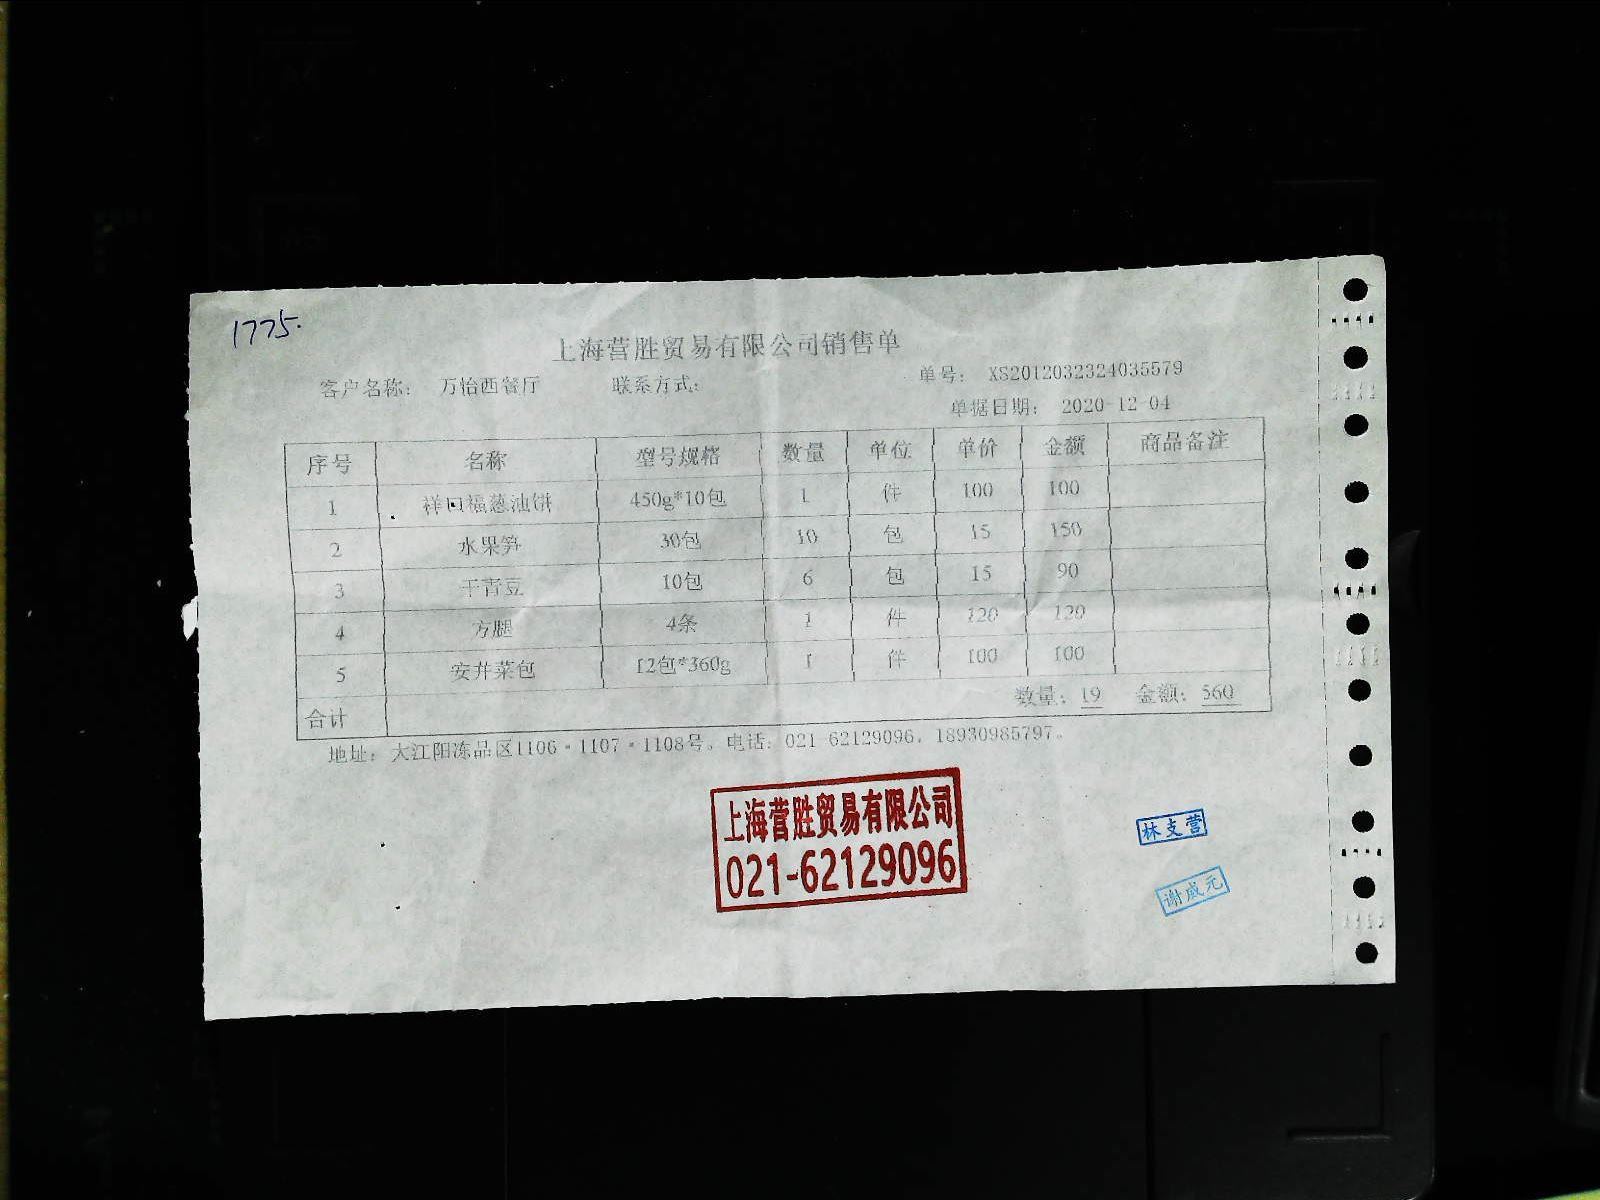 1775.
上海营胜贸易有限公司销售单
客户名称： 万怡西餐厅 联系方式： 单号： XS2012032324035579
单据日期： 2020-12-04
序号 名称 型号规格 数量 单位 单价 金额 商品备注
1 祥口福葱油饼 450g*10包 1 件 100 100
2 水果笋 30包 10 包 15 150
3 干青豆 10包 6 包 15 90
4 方腿 4条 1 件 120 120
5 安井菜包 12包*360g 1 件 100 100
合计 数量：19 金额：560
地址：大江阳冻品区1106·1107·1108号。电话：021-62129096，18930985797。
上海营胜贸易有限公司
021-62129096
林支营
谢成元